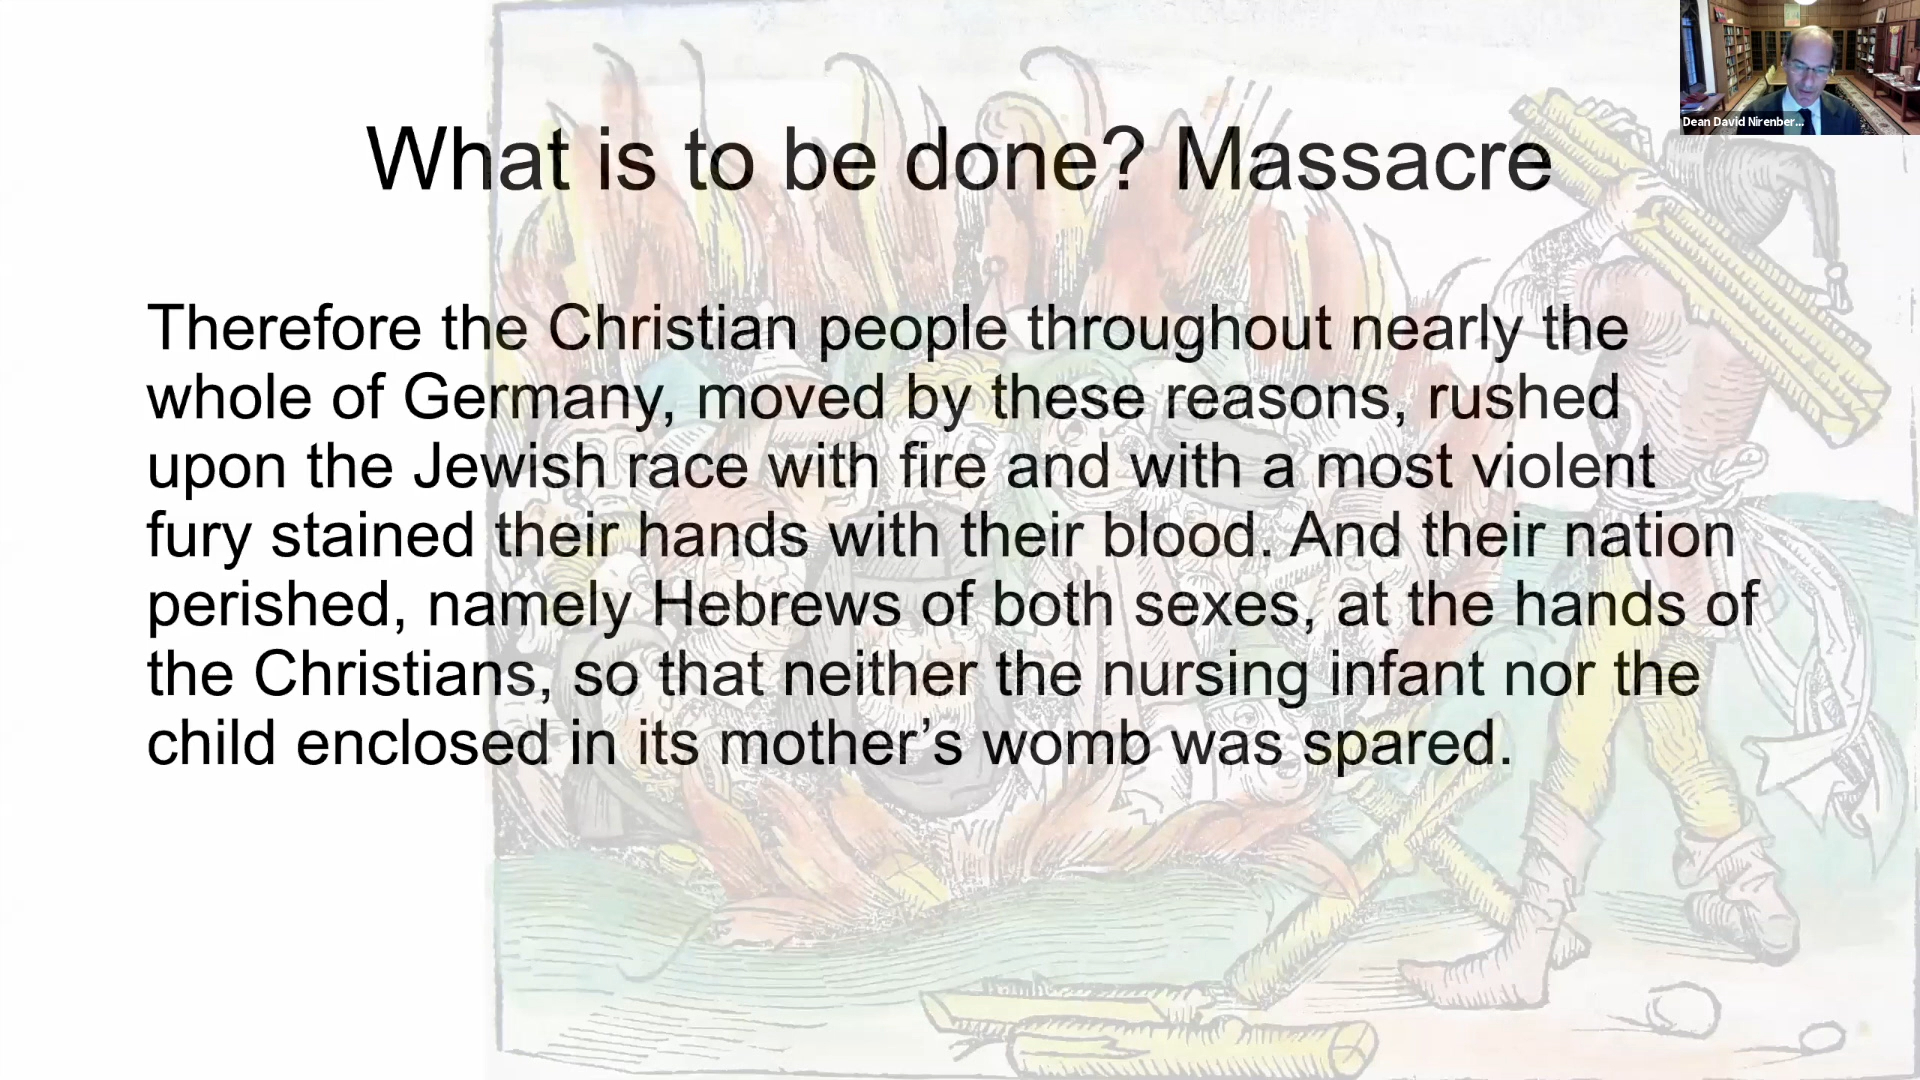 Dean David Nirenber...
What is to be done? Massacre
Therefore the Christian people throughout nearly the
whole of Germany, moved by these reasons, rushed
upon the Jewish race with fire and with a most violent
fury stained their hands with their blood. And their nation
perished, namely Hebrews of both sexes, at the hands of
the Christians, so that neither the nursing infant nor the
child enclosed in its mother’s womb was spared.